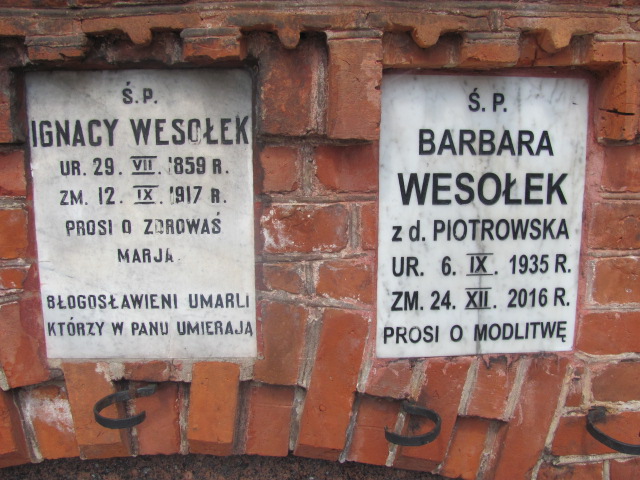 Ś.P.
IGNACY WESOŁEK
UR. 29. VII. 1859 R.
ZM. 12. IX. 1917 R.
PROSI O ZDROWAŚ
MARJA
BŁOGOSŁAWIENI UMARLI
KTÓRZY W PANU UMIERAJĄ
Ś. P.
BARBARA
WESOŁEK
z d. PIOTROWSKA
UR. 6. IX. 1935 R.
ZM. 24. XII. 2016 R.
PROSI O MODLITWĘ